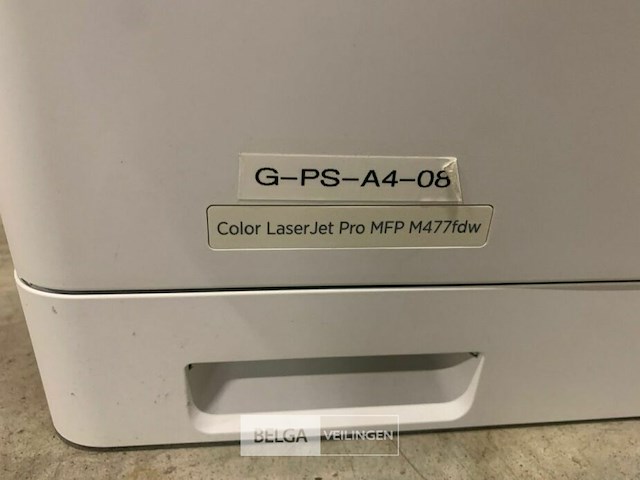 G-PS-A4-08
Color LaserJet Pro MFP M477fdw
BELGA VEILINGEN